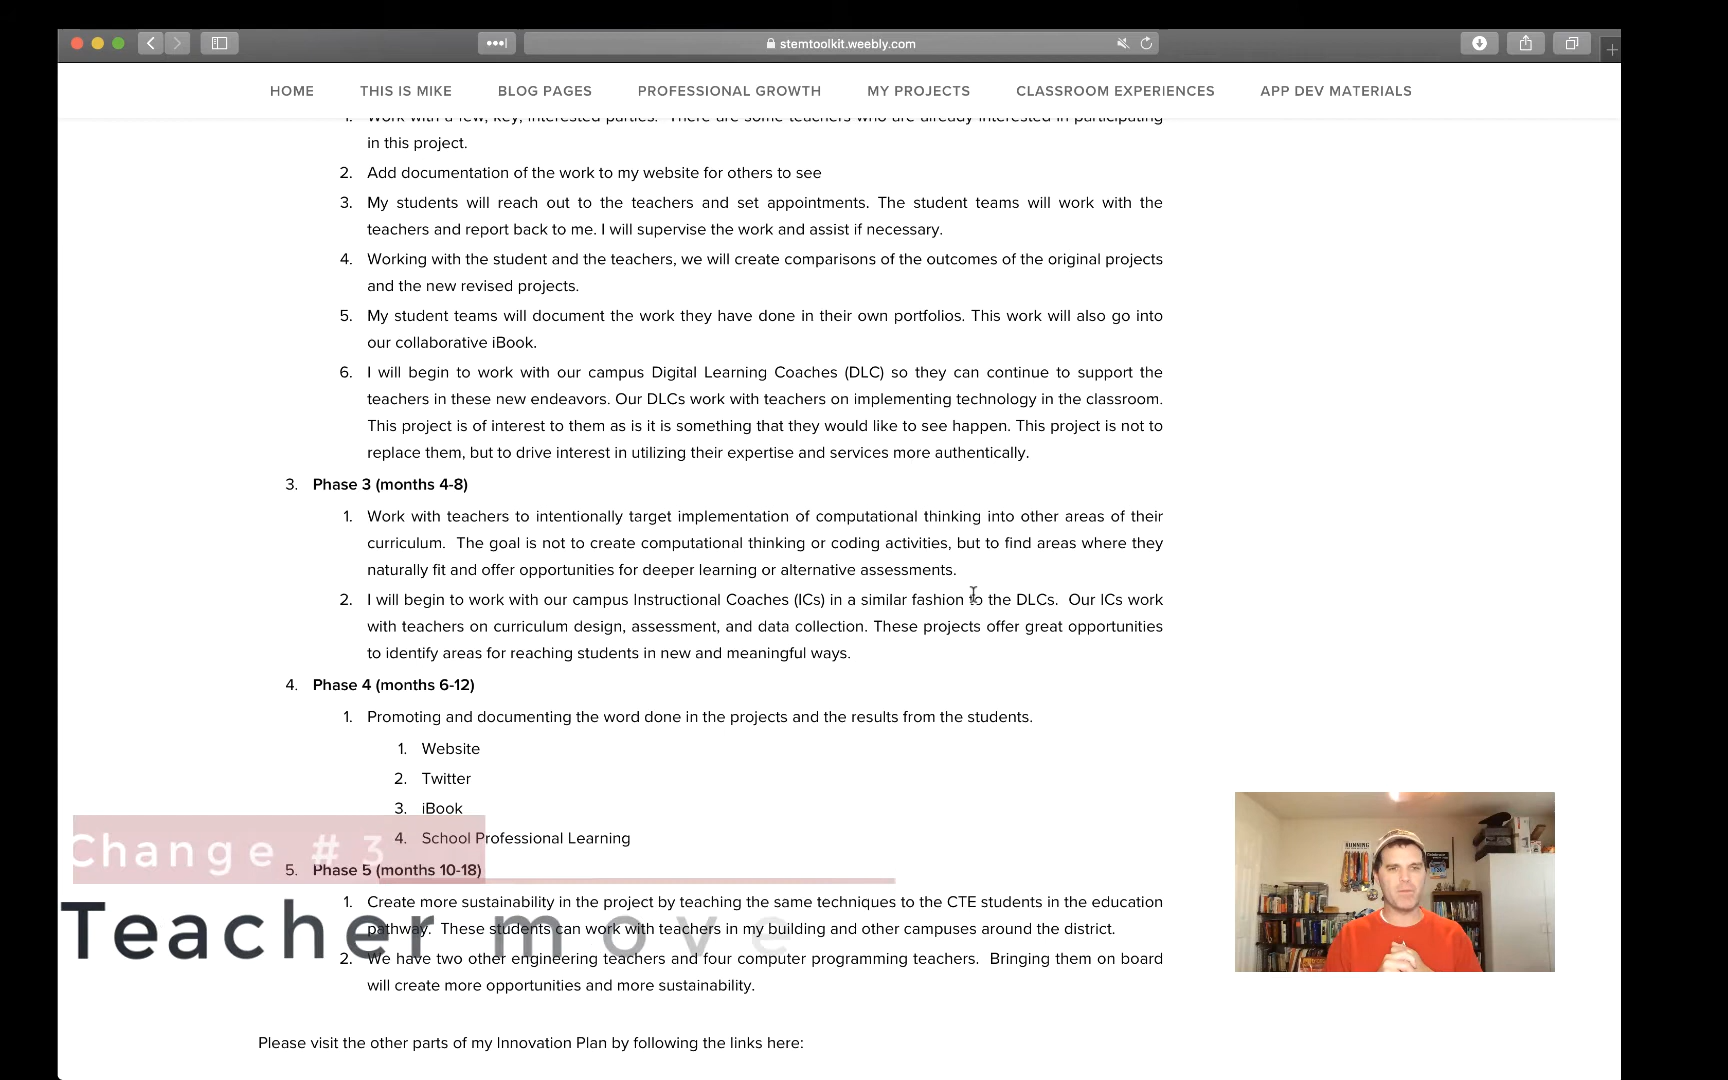 stemtoolkit.weebly.com
HOME THIS IS MIKE BLOG PAGES PROFESSIONAL GROWTH MY PROJECTS CLASSROOM EXPERIENCES APP DEV MATERIALS
1. Work with a few, key, interested parties. There are some teachers who are already interested in participating
in this project.
2. Add documentation of the work to my website for others to see
3. My students will reach out to the teachers and set appointments. The student teams will work with the
teachers and report back to me. I will supervise the work and assist if necessary.
4. Working with the student and the teachers, we will create comparisons of the outcomes of the original projects
and the new revised projects.
5. My student teams will document the work they have done in their own portfolios. This work will also go into
our collaborative iBook.
6. I will begin to work with our campus Digital Learning Coaches (DLC) so they can continue to support the
teachers in these new endeavors. Our DLCs work with teachers on implementing technology in the classroom.
This project is of interest to them as is it is something that they would like to see happen. This project is not to
replace them, but to drive interest in utilizing their expertise and services more authentically.
3. Phase 3 (months 4-8)
1. Work with teachers to intentionally target implementation of computational thinking into other areas of their
curriculum. The goal is not to create computational thinking or coding activities, but to find areas where they
naturally fit and offer opportunities for deeper learning or alternative assessments.
2. I will begin to work with our campus Instructional Coaches (ICs) in a similar fashion to the DLCs. Our ICs work
with teachers on curriculum design, assessment, and data collection. These projects offer great opportunities
to identify areas for reaching students in new and meaningful ways.
4. Phase 4 (months 6-12)
1. Promoting and documenting the word done in the projects and the results from the students.
1. Website
2. Twitter
3. iBook
4. School Professional Learning
Change # 3
5. Phase 5 (months 10-18)
1. Create more sustainability in the project by teaching the same techniques to the CTE students in the education
pathway. These students can work with teachers in my building and other campuses around the district.
Teacher move
2. We have two other engineering teachers and four computer programming teachers. Bringing them on board
will create more opportunities and more sustainability.
Please visit the other parts of my Innovation Plan by following the links here:
RUNNING